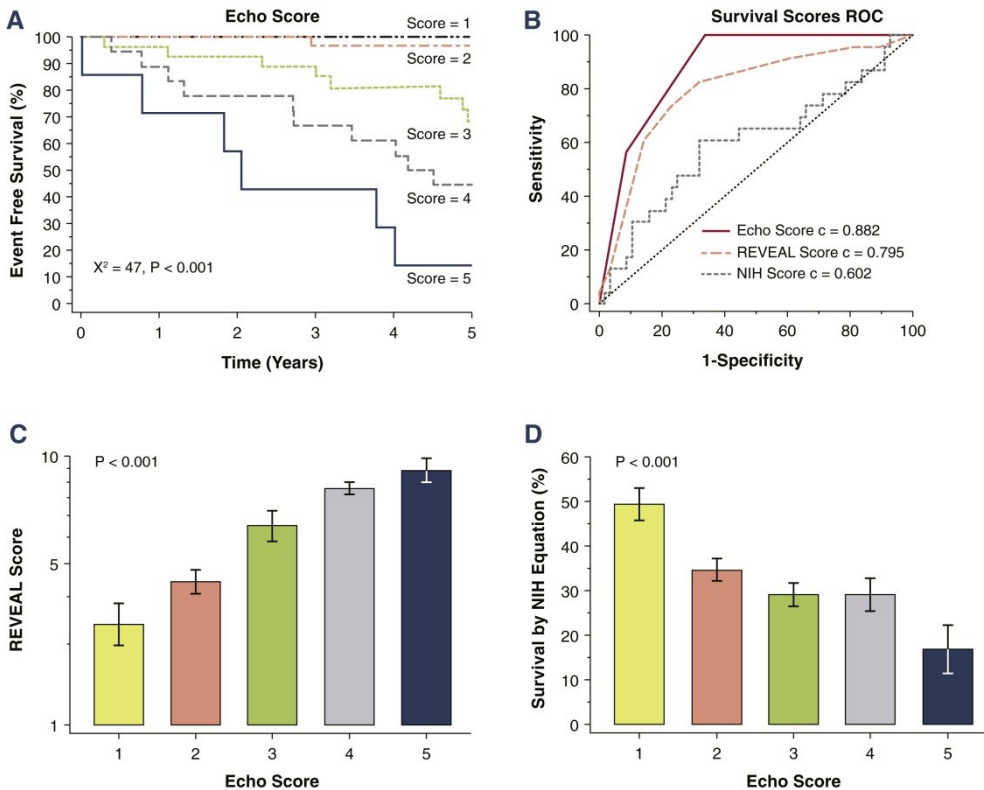 A
Echo Score
Event Free Survival (%)
100
90
80
70
60
50
40
30
20
10
0
Score = 1
Score = 2
Score = 3
Score = 4
Score = 5
X² = 47, P < 0.001
0 1 2 3 4 5
Time (Years)
B
Survival Scores ROC
Sensitivity
100
80
60
40
20
0
Echo Score c = 0.882
REVEAL Score c = 0.795
NIH Score c = 0.602
0 20 40 60 80 100
1-Specificity
C
REVEAL Score
P < 0.001
10
5
1
1 2 3 4 5
Echo Score
D
Survival by NIH Equation (%)
P < 0.001
60
50
40
30
20
10
0
1 2 3 4 5
Echo Score